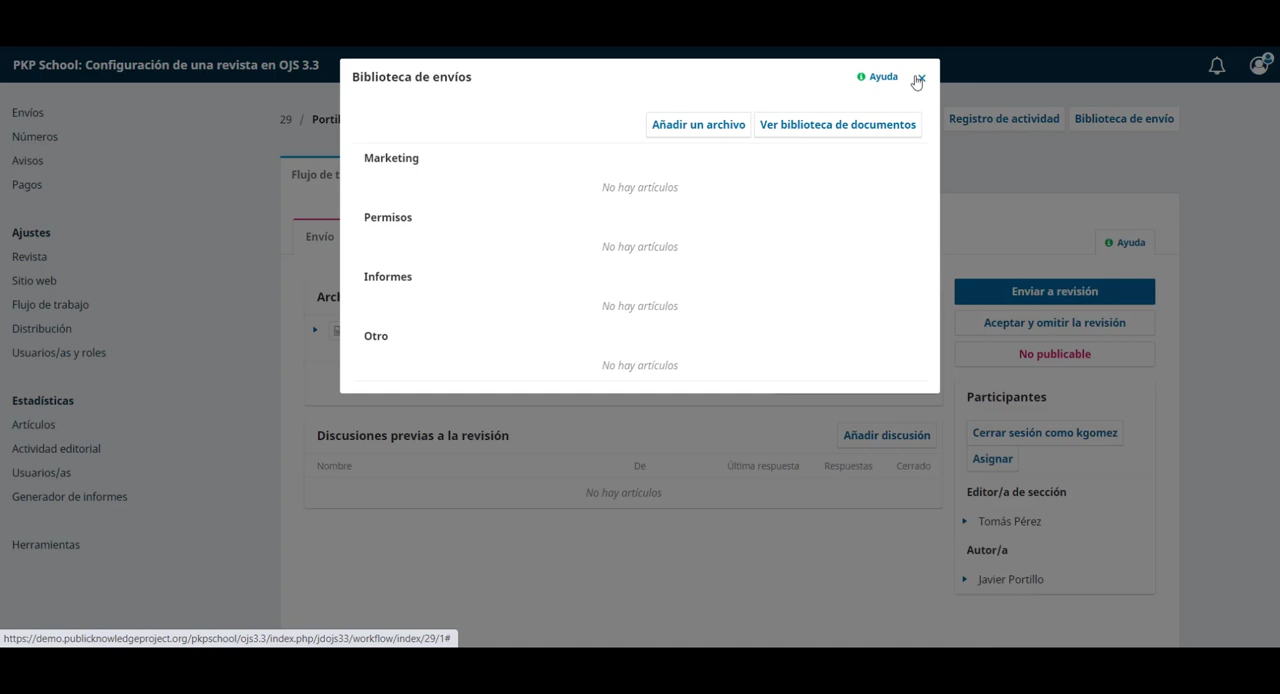 PKP School: Configuración de una revista en OJS 3.3
Biblioteca de envíos
Ayuda
Añadir un archivo
Ver biblioteca de documentos
Marketing
No hay artículos
Permisos
No hay artículos
Informes
No hay artículos
Otro
No hay artículos
Envíos
Números
Avisos
Pagos
Ajustes
Revista
Sitio web
Flujo de trabajo
Distribución
Usuarios/as y roles
Estadísticas
Artículos
Actividad editorial
Usuarios/as
Generador de informes
Herramientas
29 /
Registro de actividad
Biblioteca de envío
Envío
Ayuda
Enviar a revisión
Aceptar y omitir la revisión
No publicable
Discusiones previas a la revisión
Añadir discusión
Nombre
De
Última respuesta
Respuestas
Cerrado
No hay artículos
Participantes
Cerrar sesión como kgomez
Asignar
Editor/a de sección
Tomás Pérez
Autor/a
Javier Portillo
https://demo.publicknowledgeproject.org/pkpschool/ojs3.3/index.php/jdojs33/workflow/index/29/1#